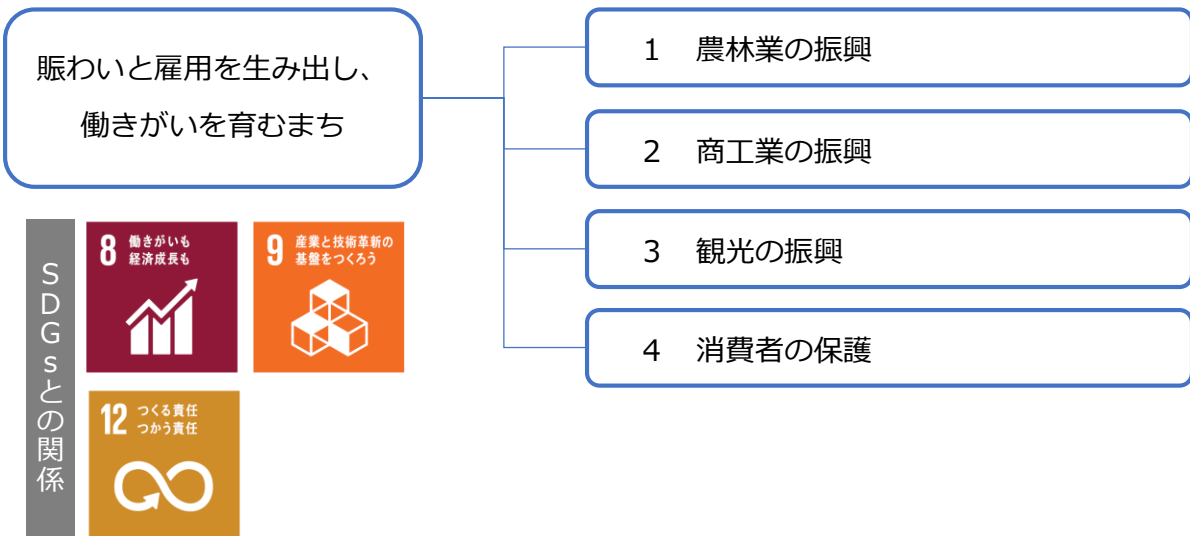 賑わいと雇用を生み出し、
働きがいを育むまち
1　農林業の振興
2　商工業の振興
3　観光の振興
4　消費者の保護
SDGsとの関係
8 働きがいも
経済成長も
9 産業と技術革新の
基盤をつくろう
12 つくる責任
つかう責任